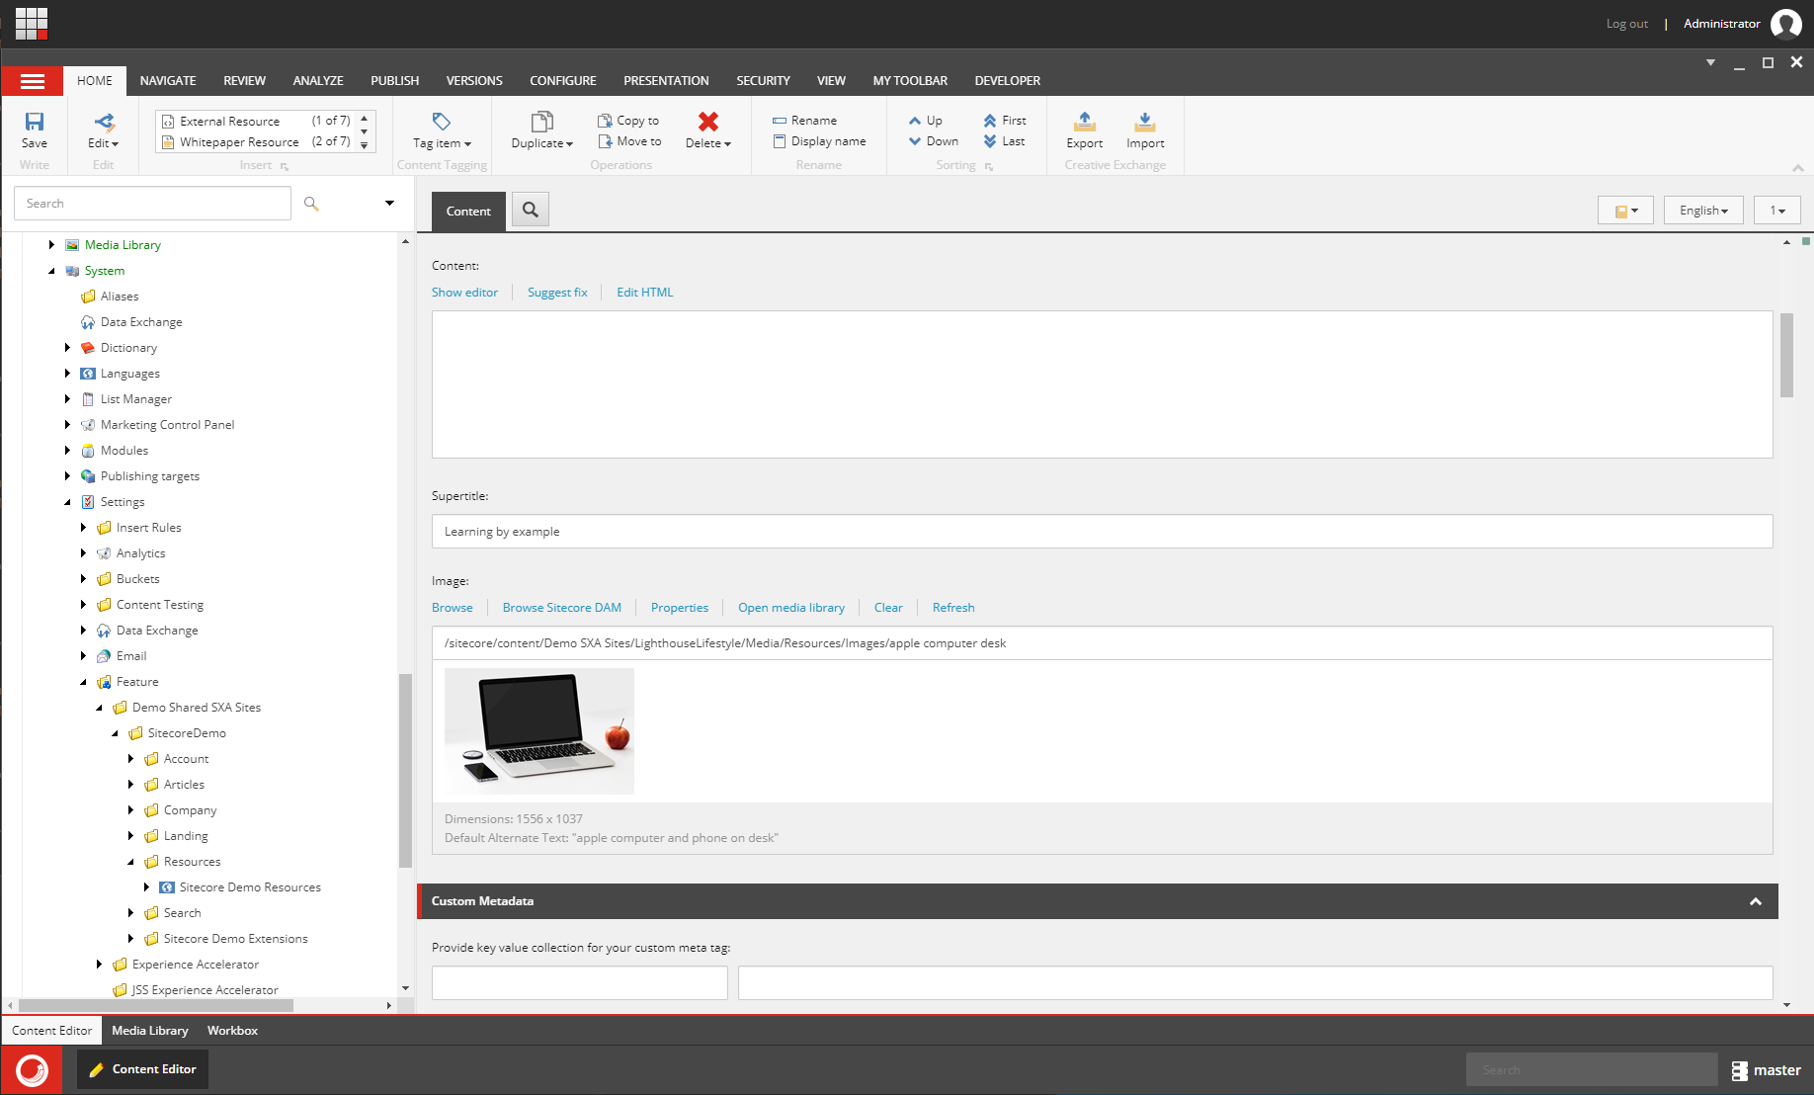 Log out | Administrator
HOME NAVIGATE REVIEW ANALYZE PUBLISH VERSIONS CONFIGURE PRESENTATION SECURITY VIEW MY TOOLBAR DEVELOPER
External Resource (1 of 7) Copy to Rename Up First
Whitepaper Resource (2 of 7) Move to Display name Down Last
Save Edit Tag item Duplicate Delete Export Import
Write Edit Insert Content Tagging Operations Rename Sorting Creative Exchange
Search
Media Library
System
Aliases
Data Exchange
Dictionary
Languages
List Manager
Marketing Control Panel
Modules
Publishing targets
Settings
Insert Rules
Analytics
Buckets
Content Testing
Data Exchange
Email
Feature
Demo Shared SXA Sites
SitecoreDemo
Account
Articles
Company
Landing
Resources
Sitecore Demo Resources
Search
Sitecore Demo Extensions
Experience Accelerator
JSS Experience Accelerator
Content English 1
Content:
Show editor Suggest fix Edit HTML
Supertitle:
Learning by example
Image:
Browse Browse Sitecore DAM Properties Open media library Clear Refresh
/sitecore/content/Demo SXA Sites/LighthouseLifestyle/Media/Resources/Images/apple computer desk
Dimensions: 1556 x 1037
Default Alternate Text: "apple computer and phone on desk"
Custom Metadata
Provide key value collection for your custom meta tag:
Content Editor Media Library Workbox
Content Editor Search master